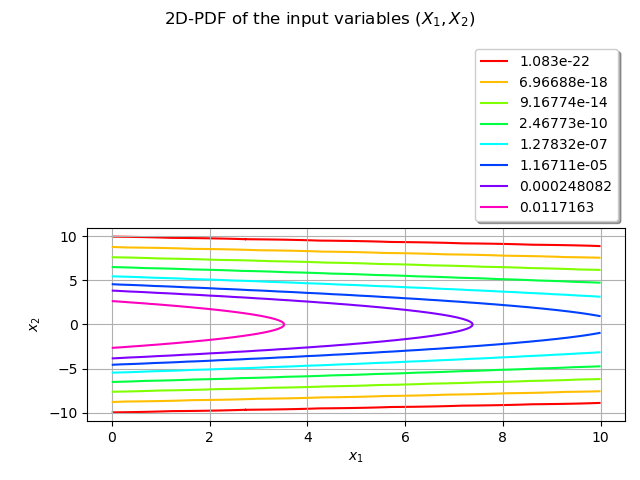 2D-PDF of the input variables (X₁, X₂)
1.083e-22
6.96688e-18
9.16774e-14
2.46773e-10
1.27832e-07
1.16711e-05
0.000248082
0.0117163
10
5
0
−5
−10
x₂
0 2 4 6 8 10
x₁